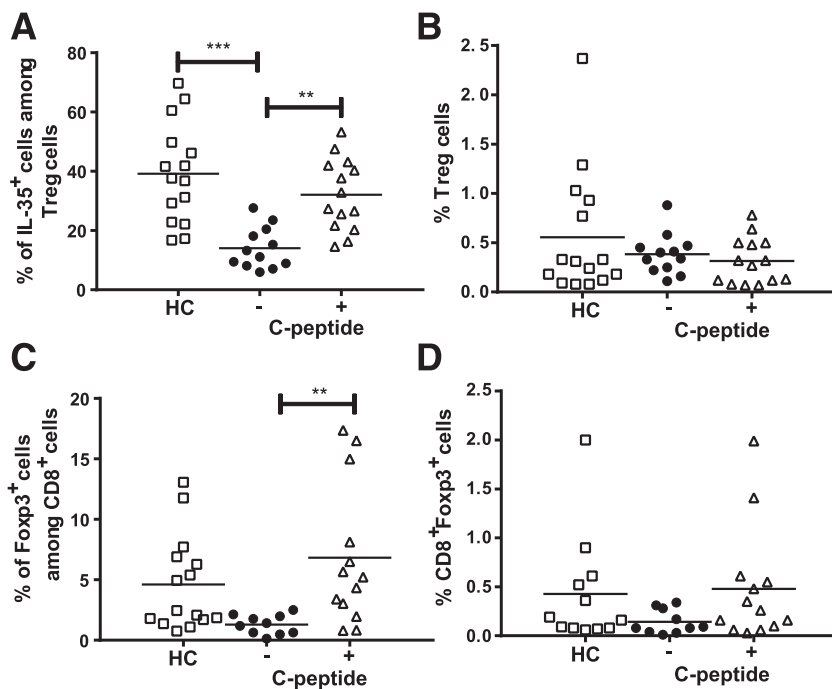 A
% of IL-35+ cells among
Treg cells
80
60
40
20
0
***
**
HC
-
+
C-peptide
B
% Treg cells
2.5
2.0
1.5
1.0
0.5
0.0
HC
-
+
C-peptide
C
% of Foxp3+ cells
among CD8+ cells
20
15
10
5
0
**
HC
-
+
C-peptide
D
% CD8+Foxp3+ cells
2.5
2.0
1.5
1.0
0.5
0.0
HC
-
+
C-peptide